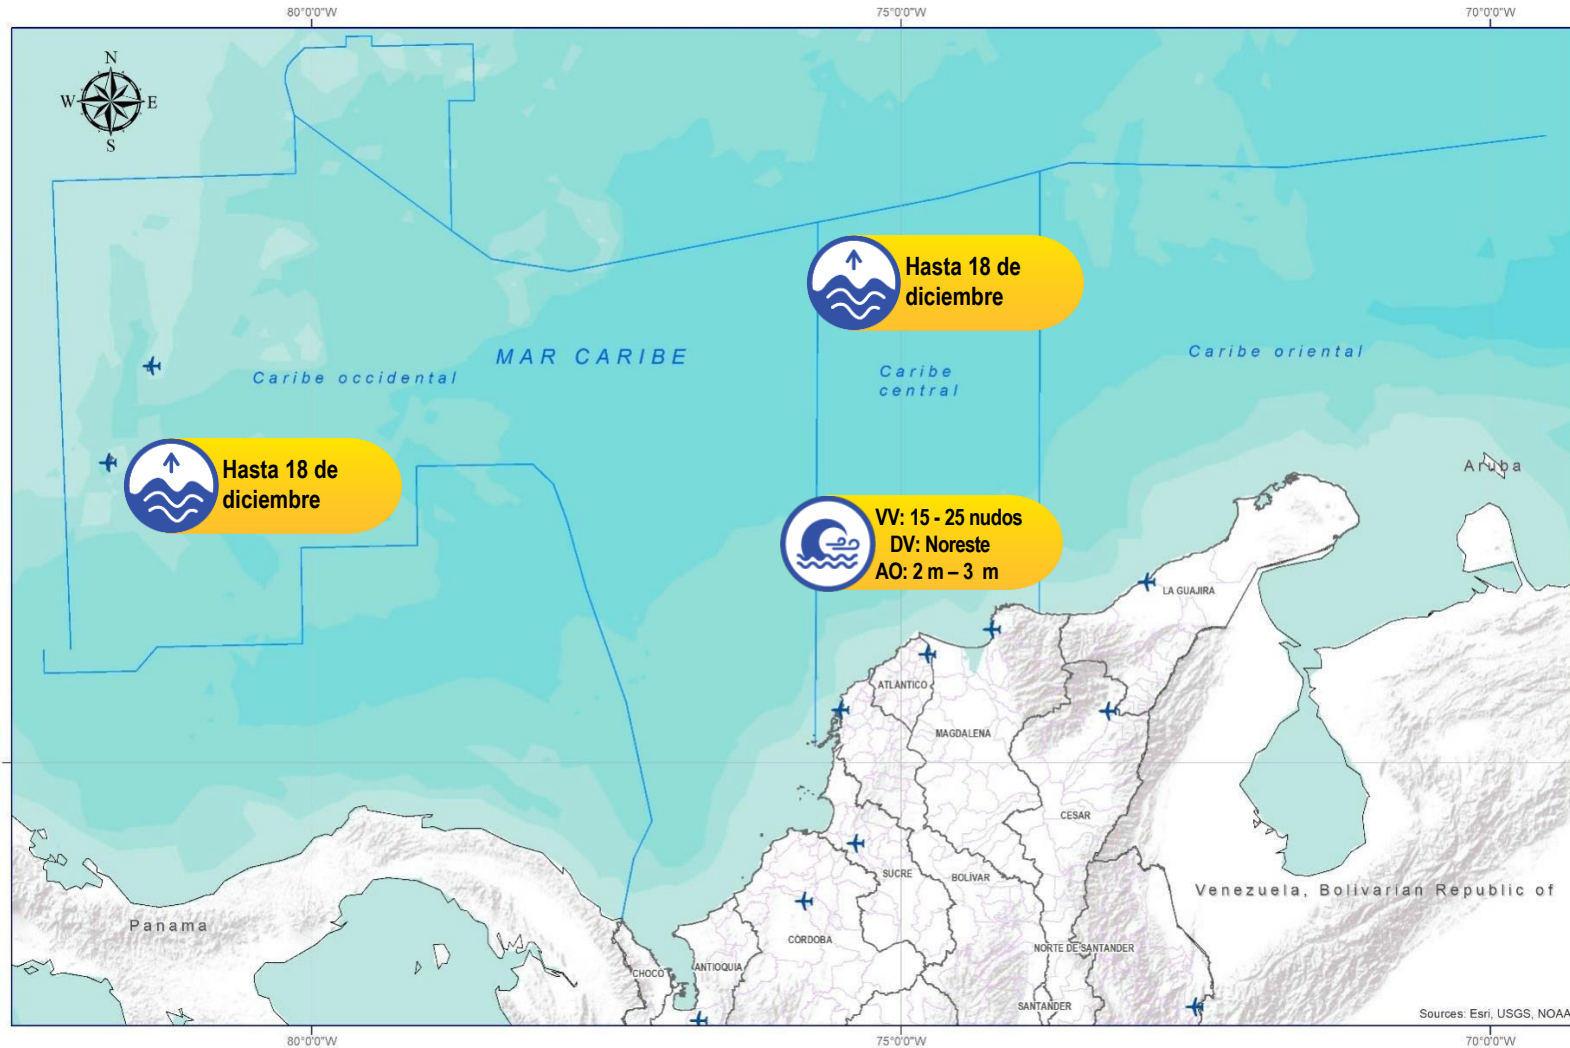 80°0'0"W
75°0'0"W
70°0'0"W
N
W
E
S
Hasta 18 de
diciembre
MAR CARIBE
Caribe occidental
Caribe
central
Caribe oriental
Hasta 18 de
diciembre
Aruba
VV: 15 - 25 nudos
DV: Noreste
AO: 2 m – 3 m
LA GUAJIRA
ATLÁNTICO
MAGDALENA
CESAR
SUCRE
BOLÍVAR
Venezuela, Bolivarian Republic of
Panama
CÓRDOBA
NORTE DE SANTANDER
CHOCO
ANTIOQUIA
SANTANDER
Sources: Esri, USGS, NOAA
80°0'0"W
75°0'0"W
70°0'0"W